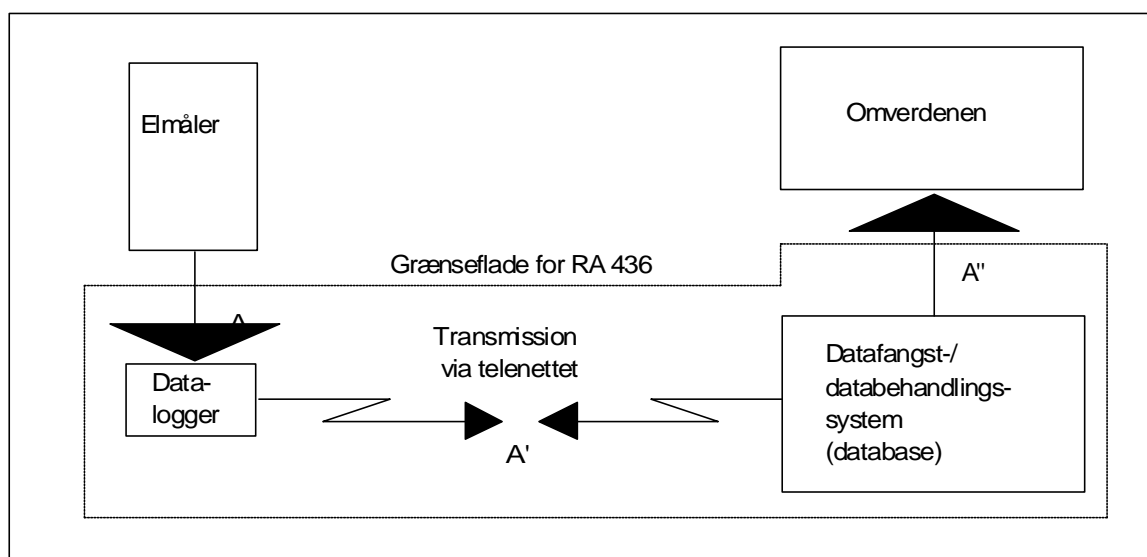 Elmåler
Omverdenen
Grænseflade for RA 436
A''
A
Transmission
via telenettet
Data-
logger
A'
Datafangst-/
databehandlings-
system
(database)